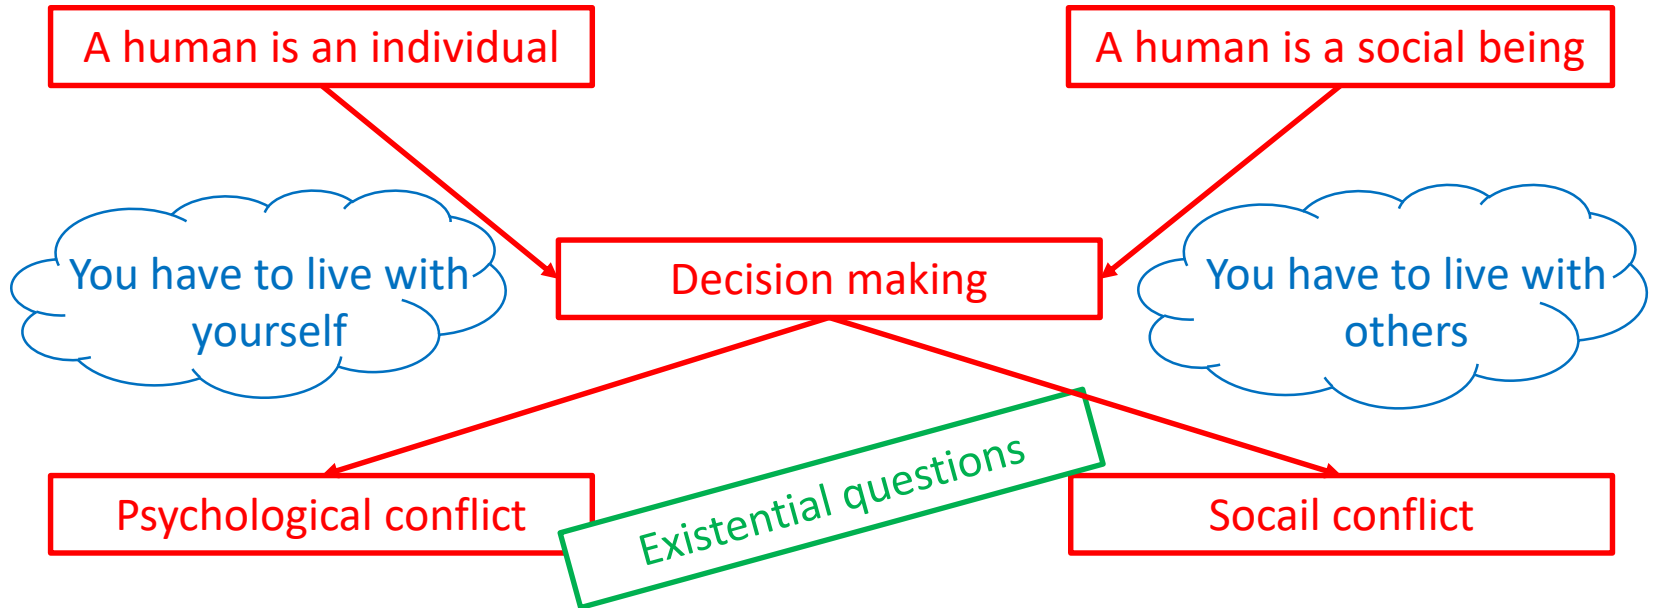 A human is an individual
A human is a social being
You have to live with
yourself
Decision making
You have to live with
others
Psychological conflict
Existential questions
Socail conflict